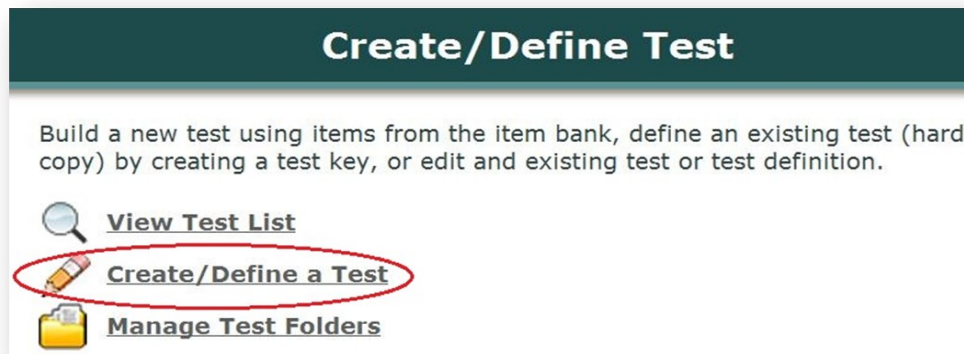 Create/Define Test
Build a new test using items from the item bank, define an existing test (hard
copy) by creating a test key, or edit and existing test or test definition.
View Test List
Create/Define a Test
Manage Test Folders